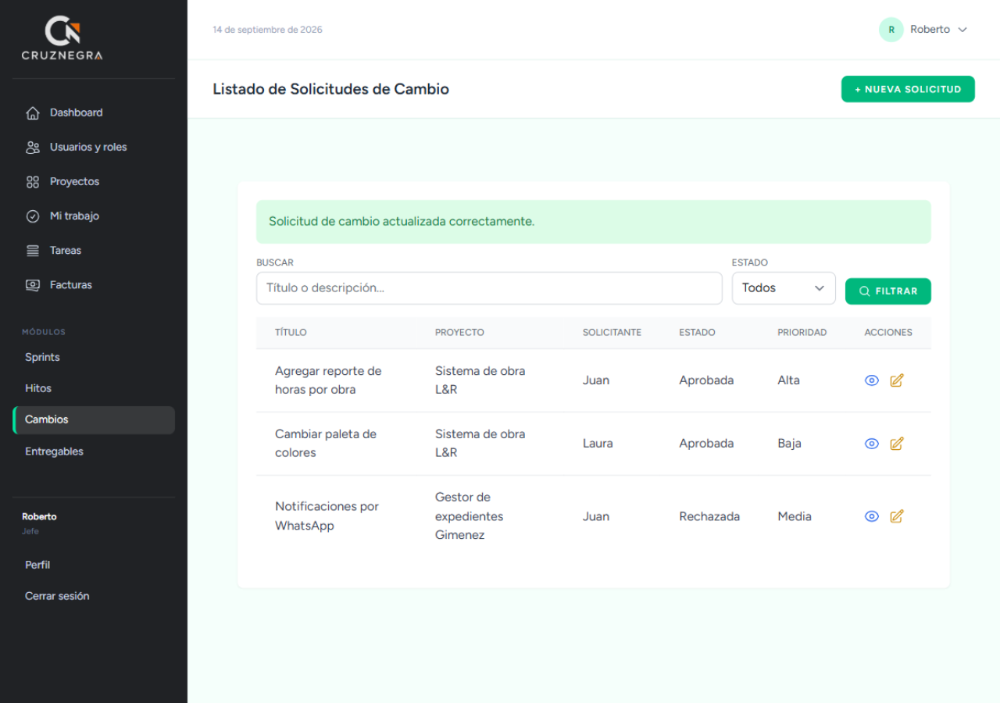 CRUZNEGRA
Dashboard
Usuarios y roles
Proyectos
Mi trabajo
Tareas
Facturas
MÓDULOS
Sprints
Hitos
Cambios
Entregables
Roberto
Jefe
Perfil
Cerrar sesión
14 de septiembre de 2026
R Roberto
Listado de Solicitudes de Cambio
+ NUEVA SOLICITUD
Solicitud de cambio actualizada correctamente.
BUSCAR ESTADO
Título o descripción... Todos FILTRAR
TÍTULO PROYECTO SOLICITANTE ESTADO PRIORIDAD ACCIONES
Agregar reporte de Sistema de obra
horas por obra L&R Juan Aprobada Alta
Cambiar paleta de Sistema de obra
colores L&R Laura Aprobada Baja
Notificaciones por Gestor de
WhatsApp expedientes Juan Rechazada Media
Gimenez